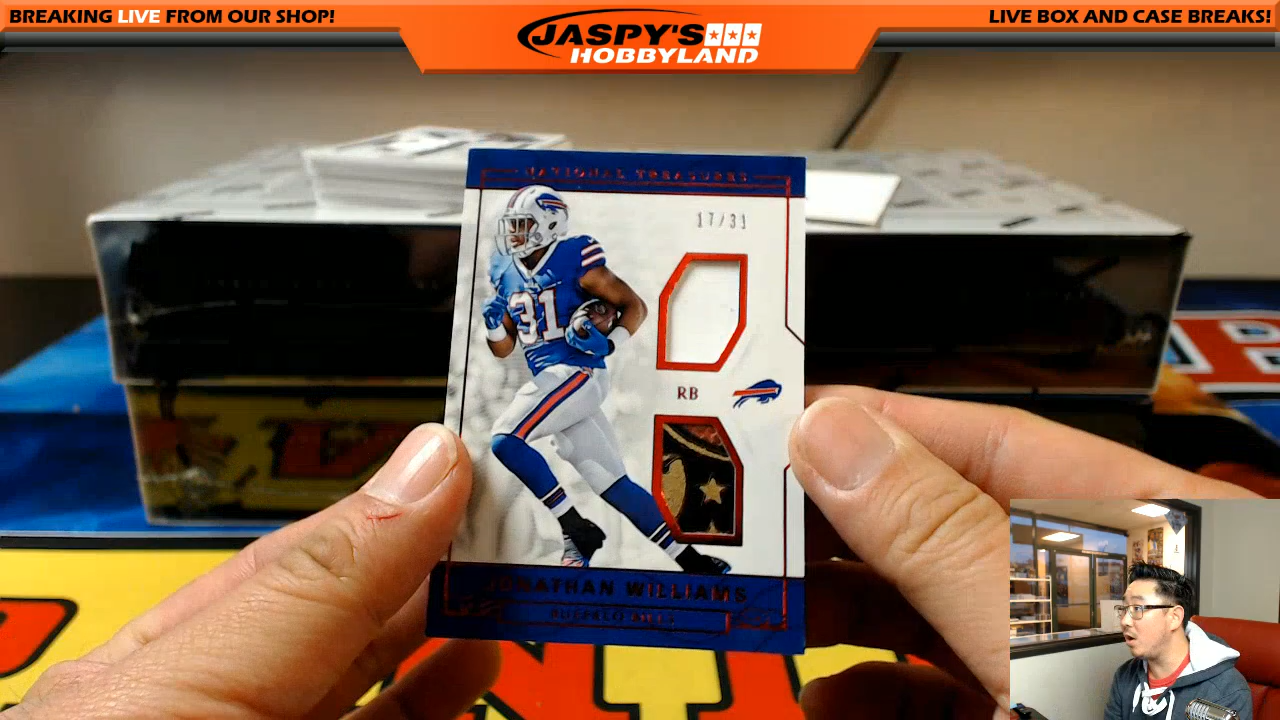 BREAKING LIVE FROM OUR SHOP!
JASPY'S
HOBBYLAND
LIVE BOX AND CASE BREAKS!
NATIONAL TREASURES
17/31
31
RB
JONATHAN WILLIAMS
BUFFALO BILLS